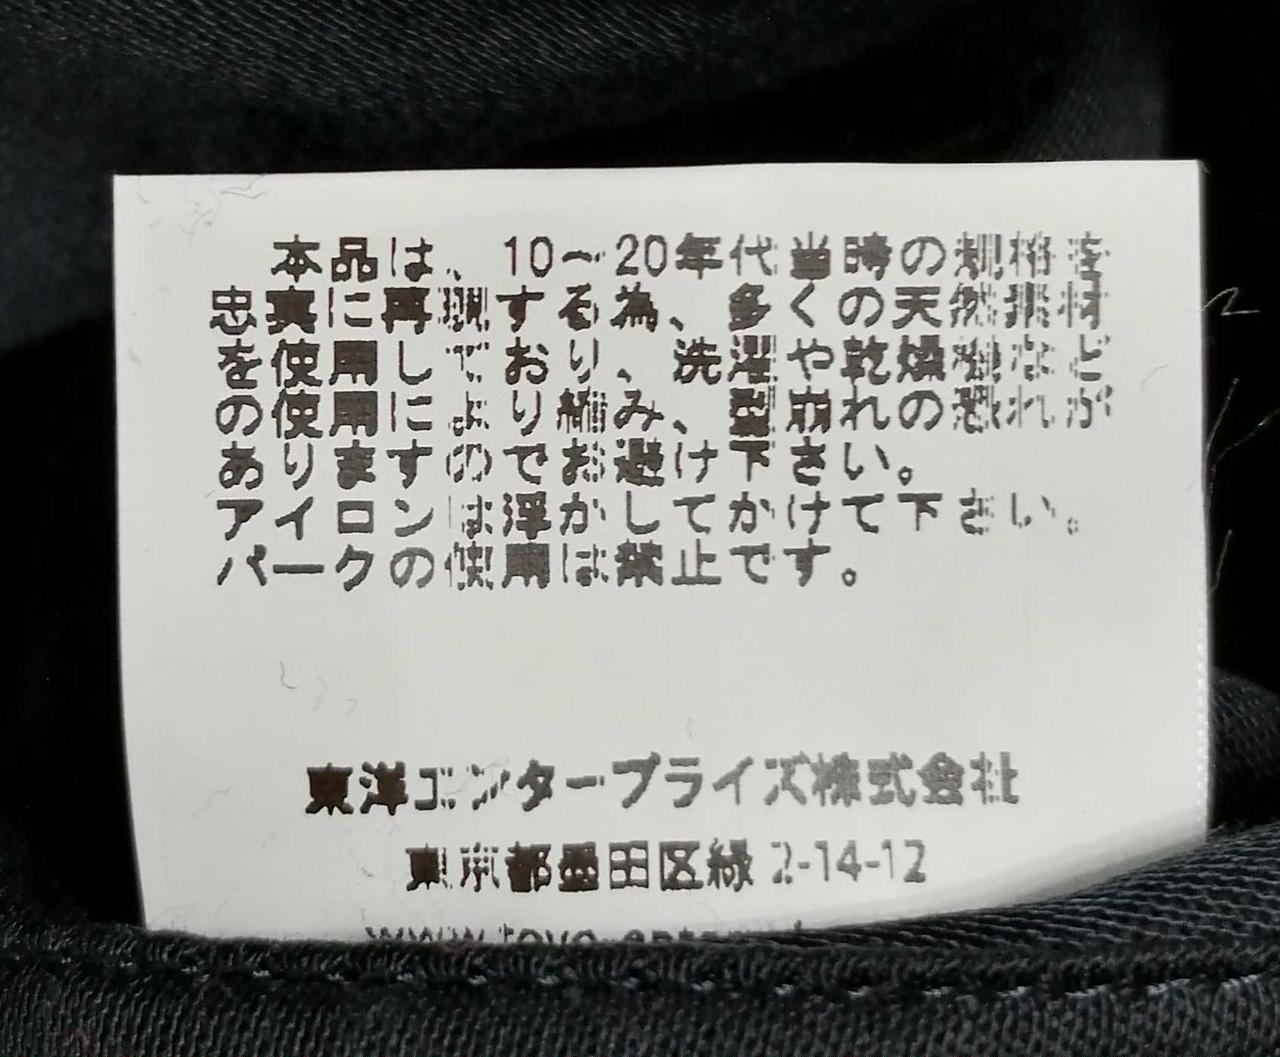 本品は、10～20年代当時の規格を
忠実に再現する為、多くの天然素材
を使用しており、洗濯や乾燥機など
の使用により縮み、型崩れの恐れが
ありますのでお避け下さい。
アイロンは浮かしてかけて下さい。
パークの使用は禁止です。
東洋エンタープライズ株式会社
東京都墨田区緑 2-14-12